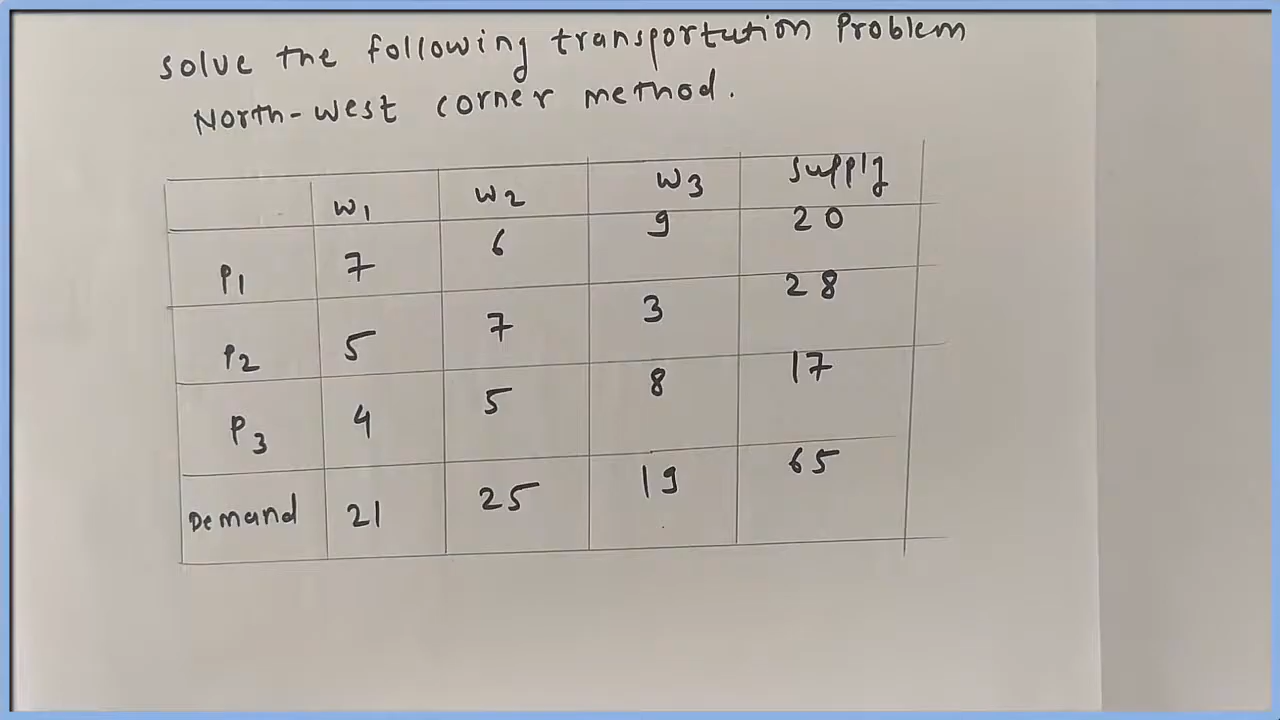 solve the following transportation Problem
North-west corner method.
W1 W2 W3 supply
P1 7 6 9 20
P2 5 7 3 28
P3 4 5 8 17
Demand 21 25 19 65